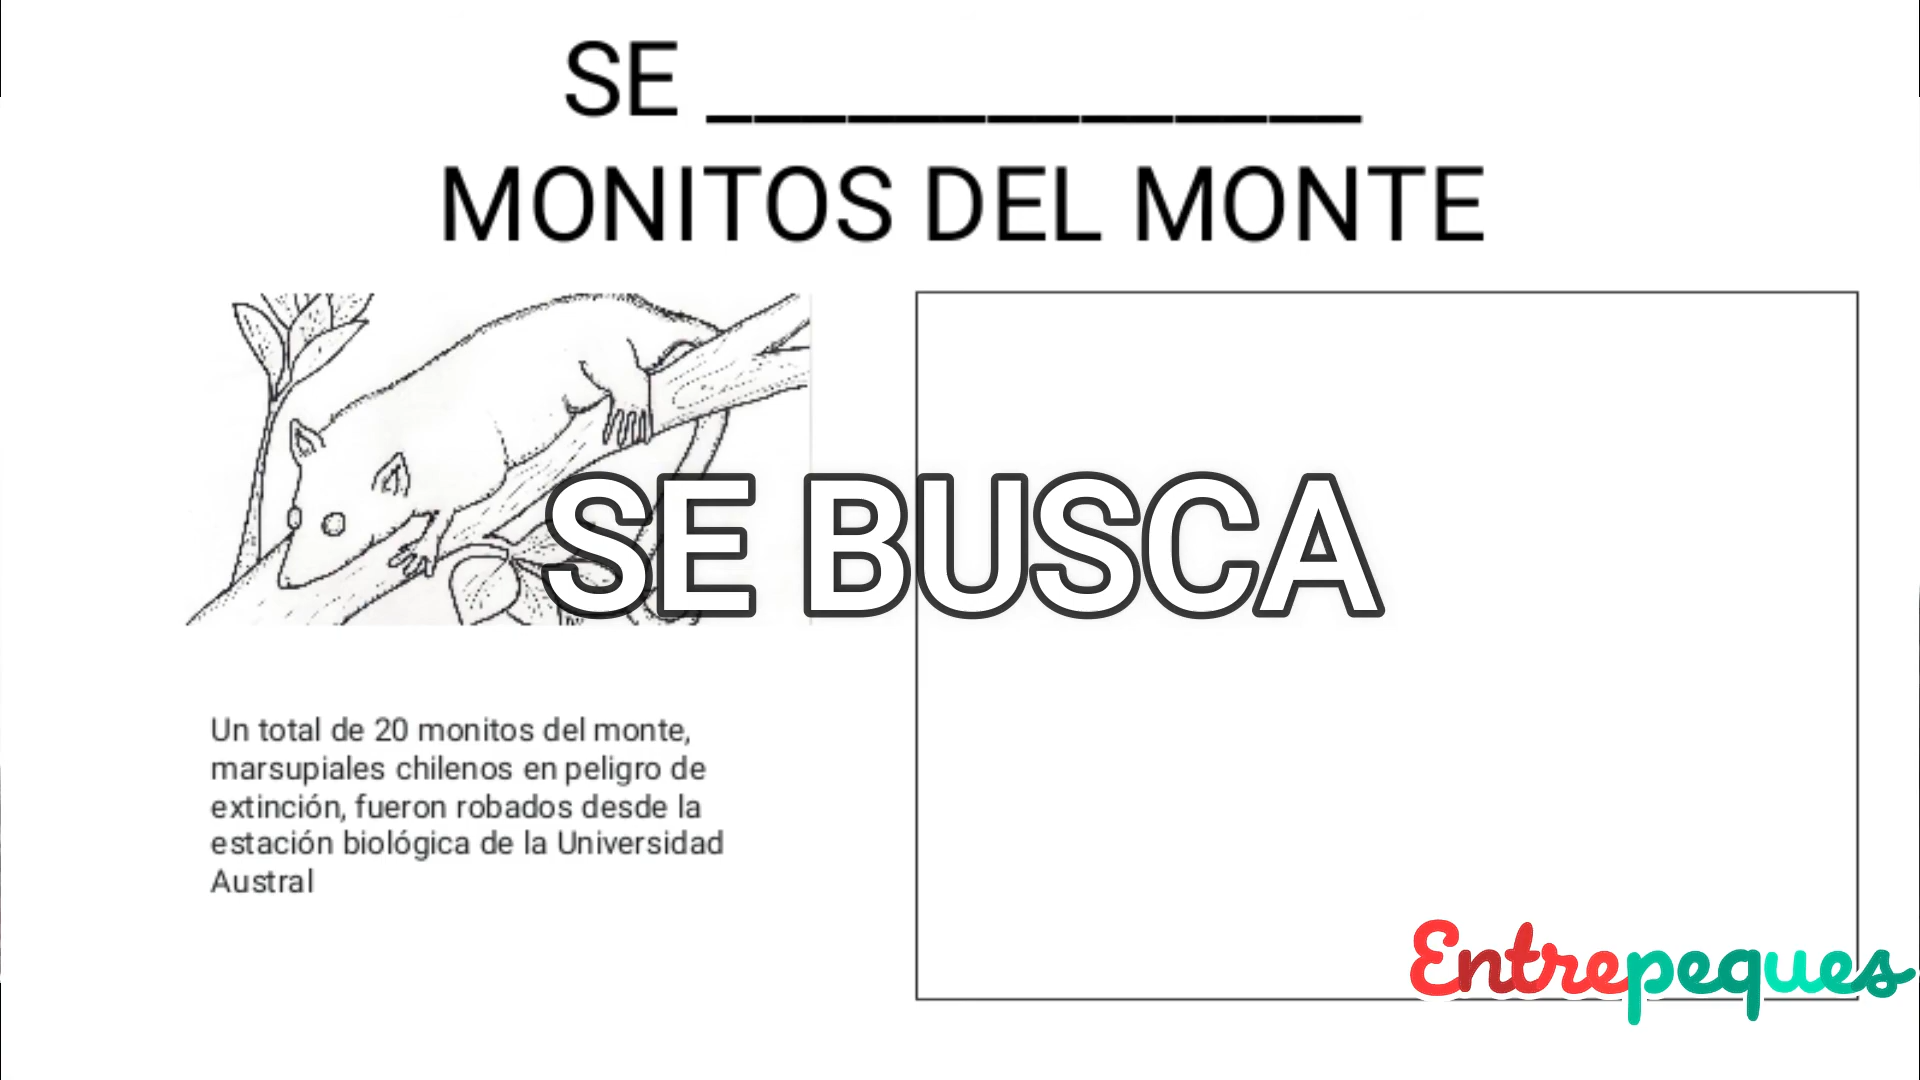 SE ______________
MONITOS DEL MONTE
SE BUSCA
Un total de 20 monitos del monte,
marsupiales chilenos en peligro de
extinción, fueron robados desde la
estación biológica de la Universidad
Austral
Entrepeques